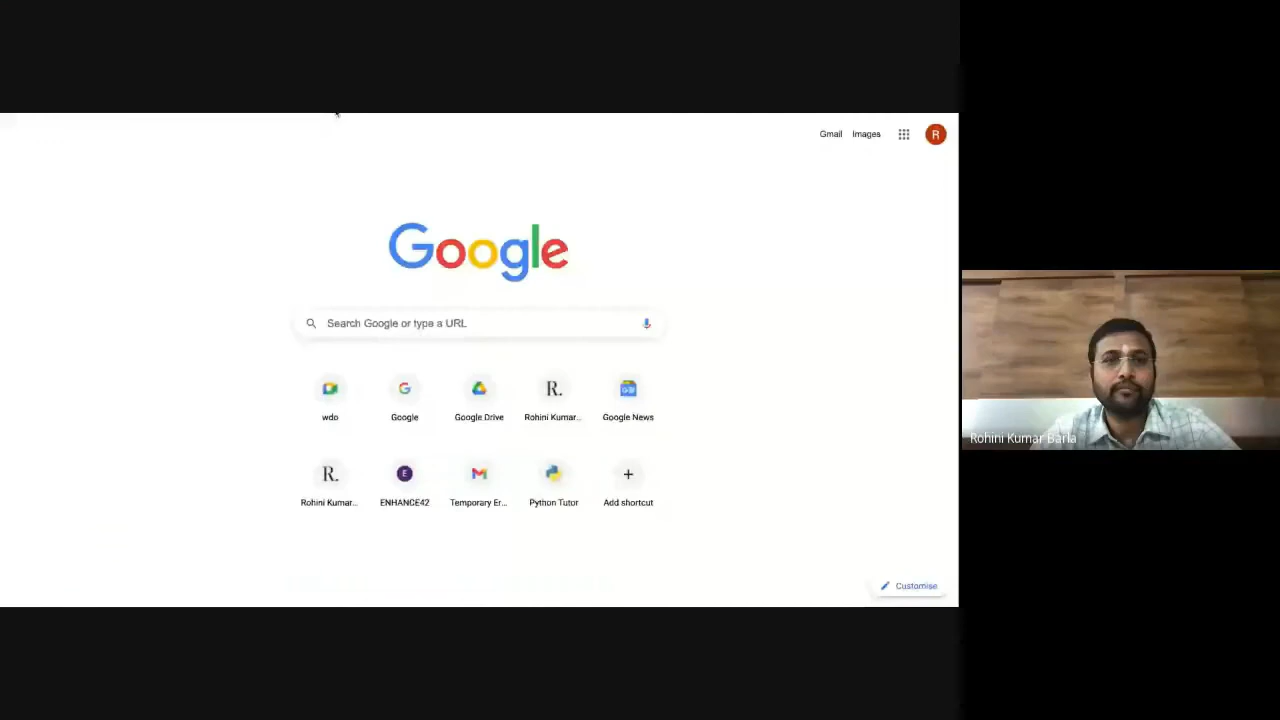 Gmail Images
R
Google
Search Google or type a URL
wdo Google Google Drive Rohini Kumar... Google News
R. R. E
Rohini Kumar... ENHANCE42 Temporary Er... Python Tutor Add shortcut
Customise
Rohini Kumar Barla